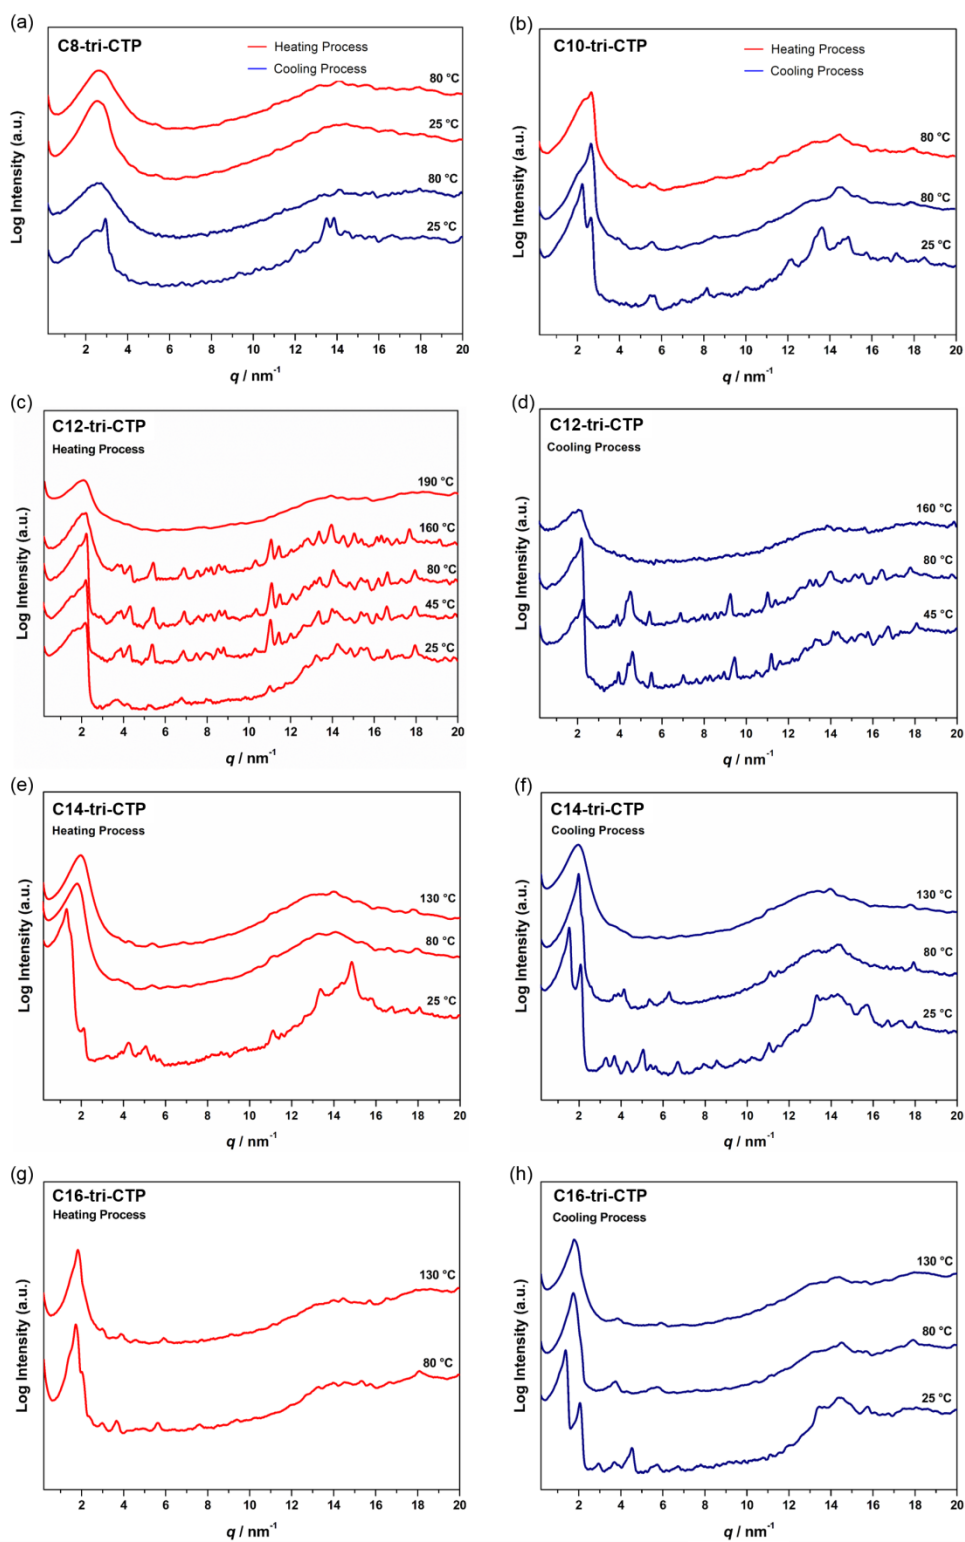 (a)
C8-tri-CTP
Heating Process
Cooling Process
80 °C
25 °C
80 °C
25 °C
Log Intensity (a.u.)
2 4 6 8 10 12 14 16 18 20
q / nm-1
(b)
C10-tri-CTP
Heating Process
Cooling Process
80 °C
80 °C
25 °C
Log Intensity (a.u.)
2 4 6 8 10 12 14 16 18 20
q / nm-1
(c)
C12-tri-CTP
Heating Process
190 °C
160 °C
80 °C
45 °C
25 °C
Log Intensity (a.u.)
2 4 6 8 10 12 14 16 18 20
q / nm-1
(d)
C12-tri-CTP
Cooling Process
160 °C
80 °C
45 °C
Log Intensity (a.u.)
2 4 6 8 10 12 14 16 18 20
q / nm-1
(e)
C14-tri-CTP
Heating Process
130 °C
80 °C
25 °C
Log Intensity (a.u.)
2 4 6 8 10 12 14 16 18 20
q / nm-1
(f)
C14-tri-CTP
Cooling Process
130 °C
80 °C
25 °C
Log Intensity (a.u.)
2 4 6 8 10 12 14 16 18 20
q / nm-1
(g)
C16-tri-CTP
Heating Process
130 °C
80 °C
Log Intensity (a.u.)
2 4 6 8 10 12 14 16 18 20
q / nm-1
(h)
C16-tri-CTP
Cooling Process
130 °C
80 °C
25 °C
Log Intensity (a.u.)
2 4 6 8 10 12 14 16 18 20
q / nm-1